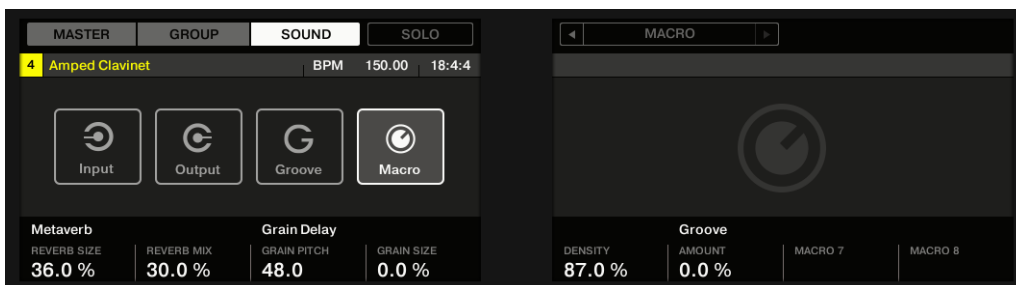 MASTER GROUP SOUND SOLO
4 Amped Clavinet BPM 150.00 18:4:4
Input Output Groove Macro
Metaverb Grain Delay
REVERB SIZE REVERB MIX GRAIN PITCH GRAIN SIZE
36.0 % 30.0 % 48.0 0.0 %
MACRO
Groove
DENSITY AMOUNT MACRO 7 MACRO 8
87.0 % 0.0 %